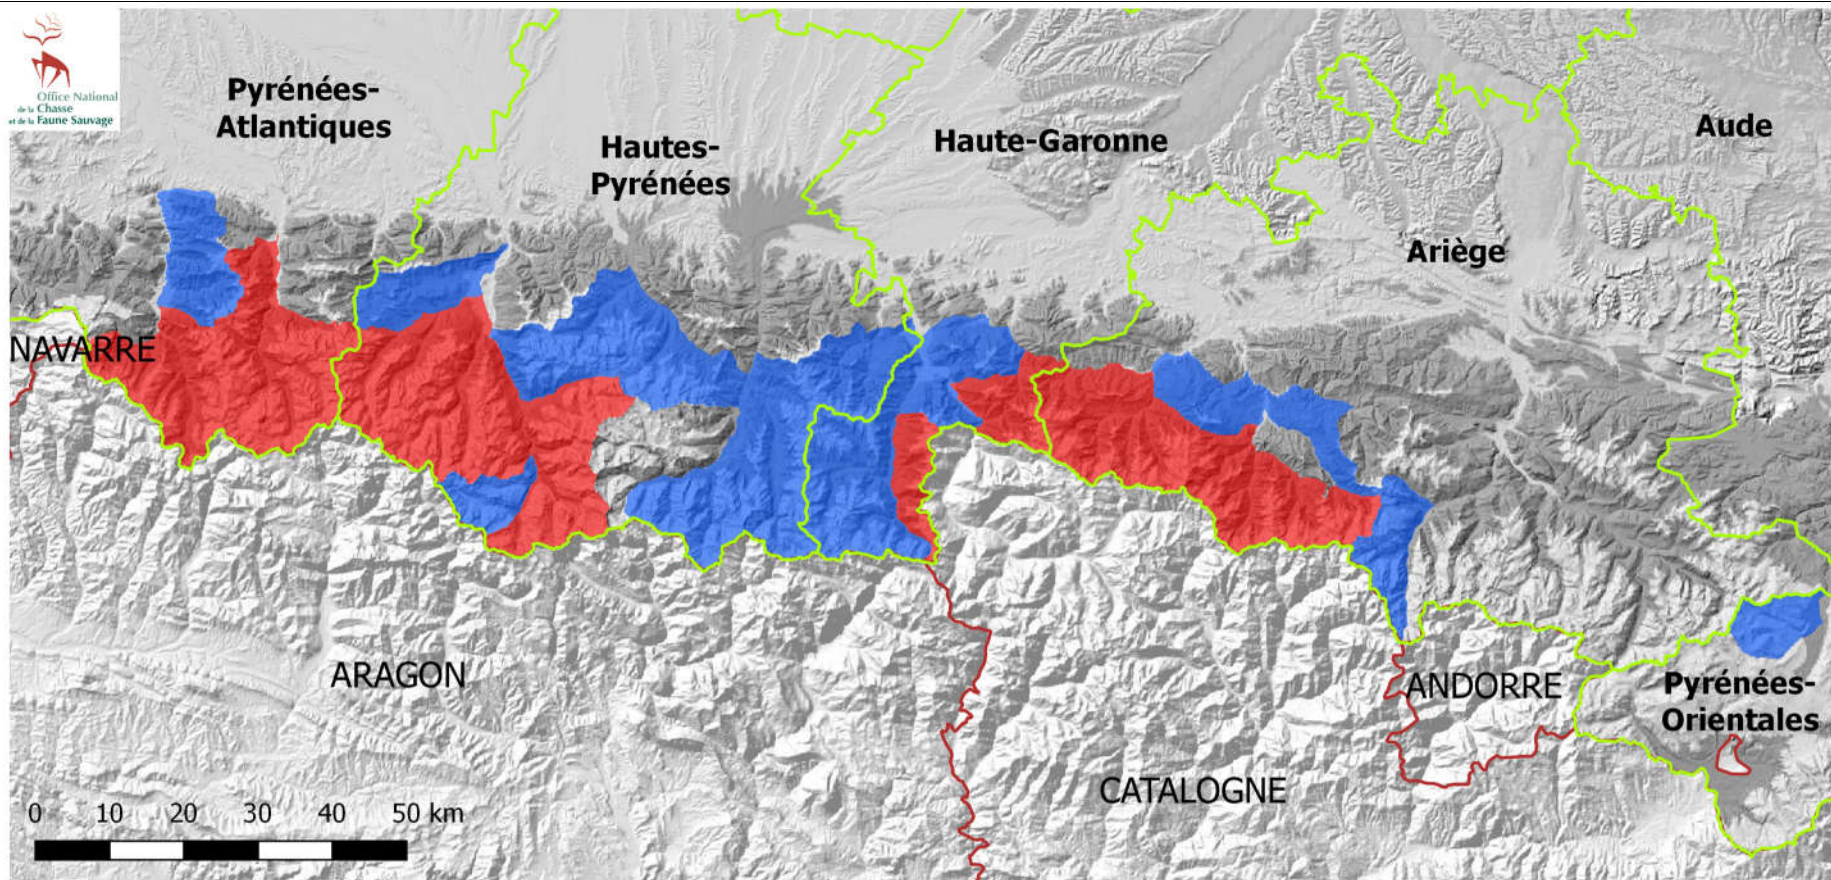 Office National
de la Chasse
et de la Faune Sauvage
Pyrénées-
Atlantiques
Hautes-
Pyrénées
Haute-Garonne
Aude
Ariège
NAVARRE
ARAGON
ANDORRE
Pyrénées-
Orientales
CATALOGNE
0 10 20 30 40 50 km